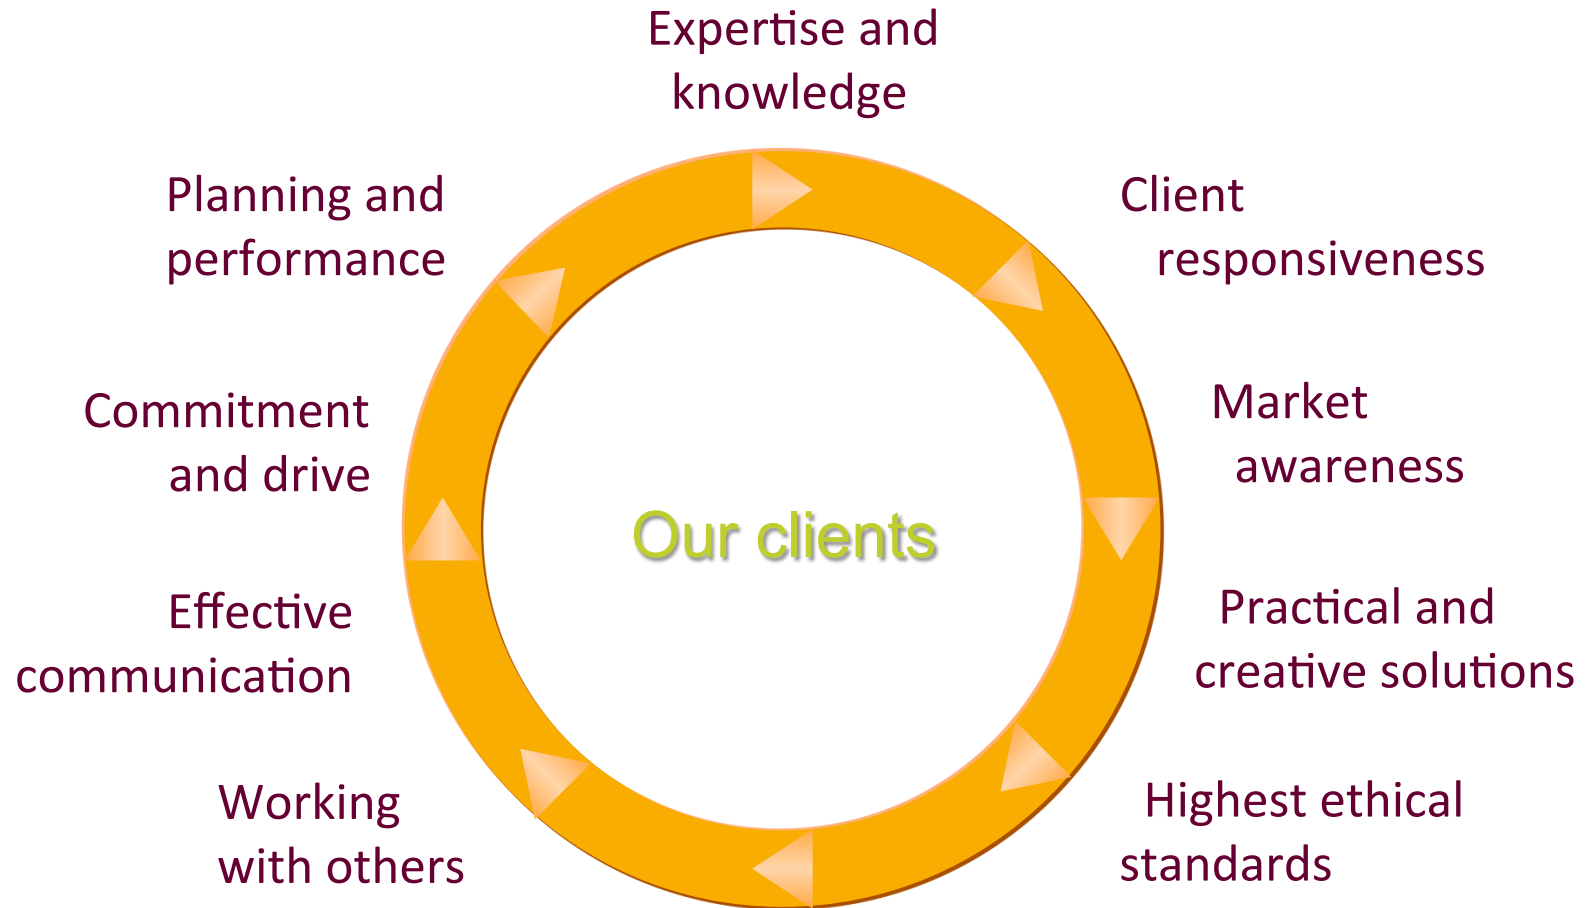 Expertise and
knowledge
Client
responsiveness
Market
awareness
Practical and
creative solutions
Highest ethical
standards
Working
with others
Effective
communication
Commitment
and drive
Planning and
performance
Our clients